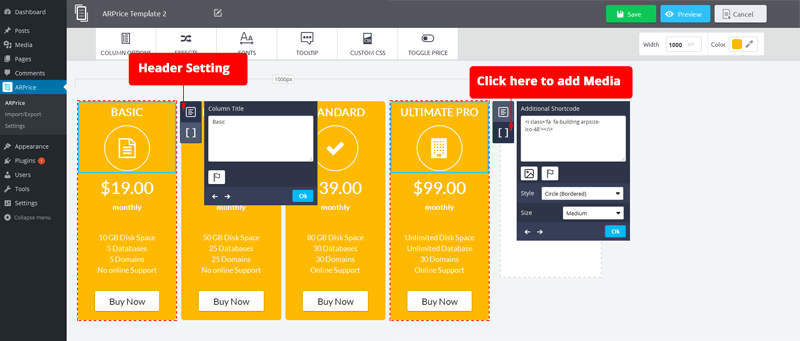 Dashboard
Posts
Media
Pages
Comments
ARPrice
ARPrice
Import/Export
Settings
Appearance
Plugins
Users
Tools
Settings
Collapse menu
ARPrice Template 2
Save
Preview
Cancel
COLUMN OPTIONS
EFFECTS
FONTS
TOOLTIP
CUSTOM CSS
TOGGLE PRICE
Width 1000 px
Color
Header Setting
1000px
Click here to add Media
BASIC
$19.00
monthly
10 GB Disk Space
5 Databases
5 Domains
No online Support
Buy Now
[ ]
Column Title
Basic
Ok
monthly
50 GB Disk Space
25 Databases
25 Domains
No online Support
Buy Now
ANDARD
39.00
monthly
80 GB Disk Space
30 Databases
30 Domains
Online Support
Buy Now
ULTIMATE PRO
$99.00
monthly
Unlimited Disk Space
Unlimited Database
30 Domains
Online Support
Buy Now
[ ]
Additional Shortcode
<i class='fa fa-building arpsize-
ico-48'></i>
Style Circle (Bordered)
Size Medium
Ok